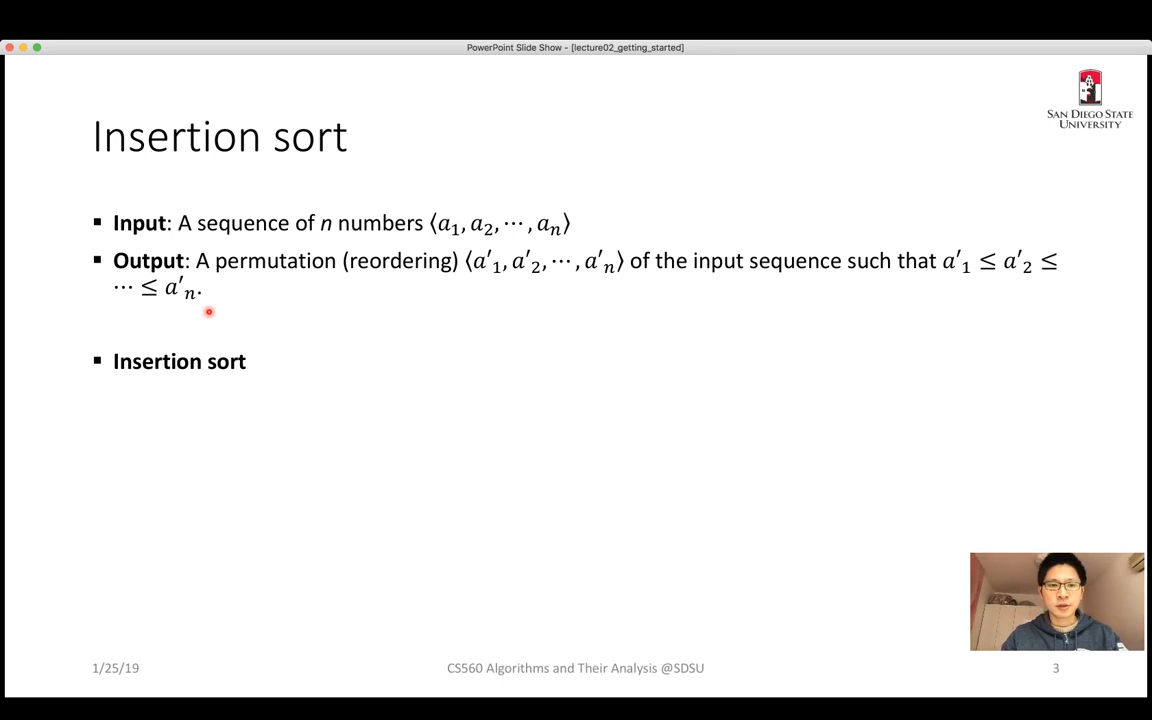 PowerPoint Slide Show - [lecture02_getting_started]
SAN DIEGO STATE
UNIVERSITY
Insertion sort
▪ Input: A sequence of n numbers ⟨a₁, a₂, ⋯ , aₙ⟩
▪ Output: A permutation (reordering) ⟨a′₁, a′₂, ⋯ , a′ₙ⟩ of the input sequence such that a′₁ ≤ a′₂ ≤
⋯ ≤ a′ₙ.
▪ Insertion sort
1/25/19
CS560 Algorithms and Their Analysis @SDSU
3